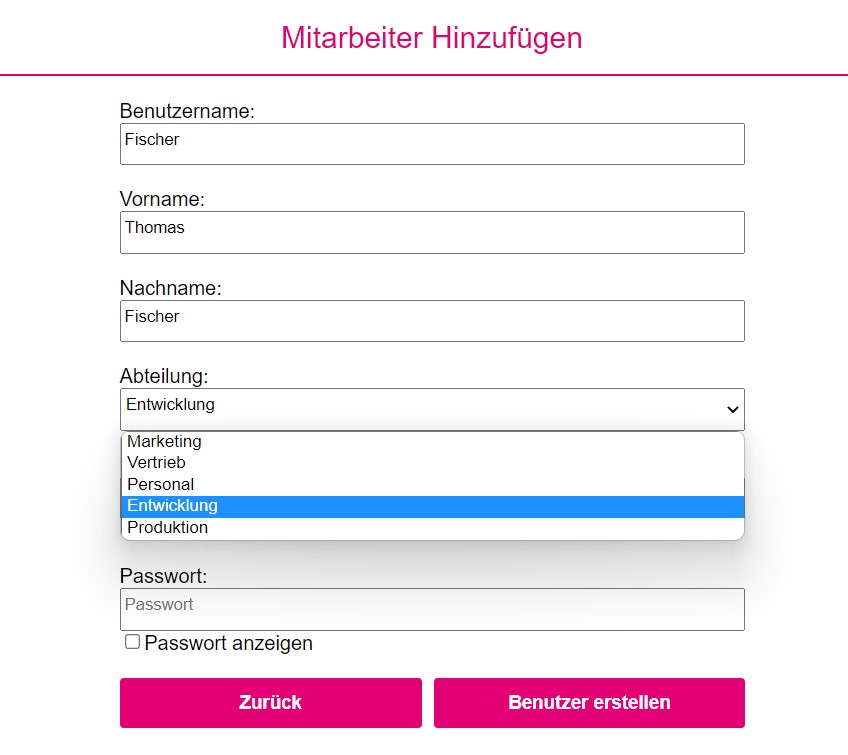 Mitarbeiter Hinzufügen
Benutzername:
Fischer
Vorname:
Thomas
Nachname:
Fischer
Abteilung:
Entwicklung
Marketing
Vertrieb
Personal
Entwicklung
Produktion
Passwort:
Passwort
Passwort anzeigen
Zurück
Benutzer erstellen